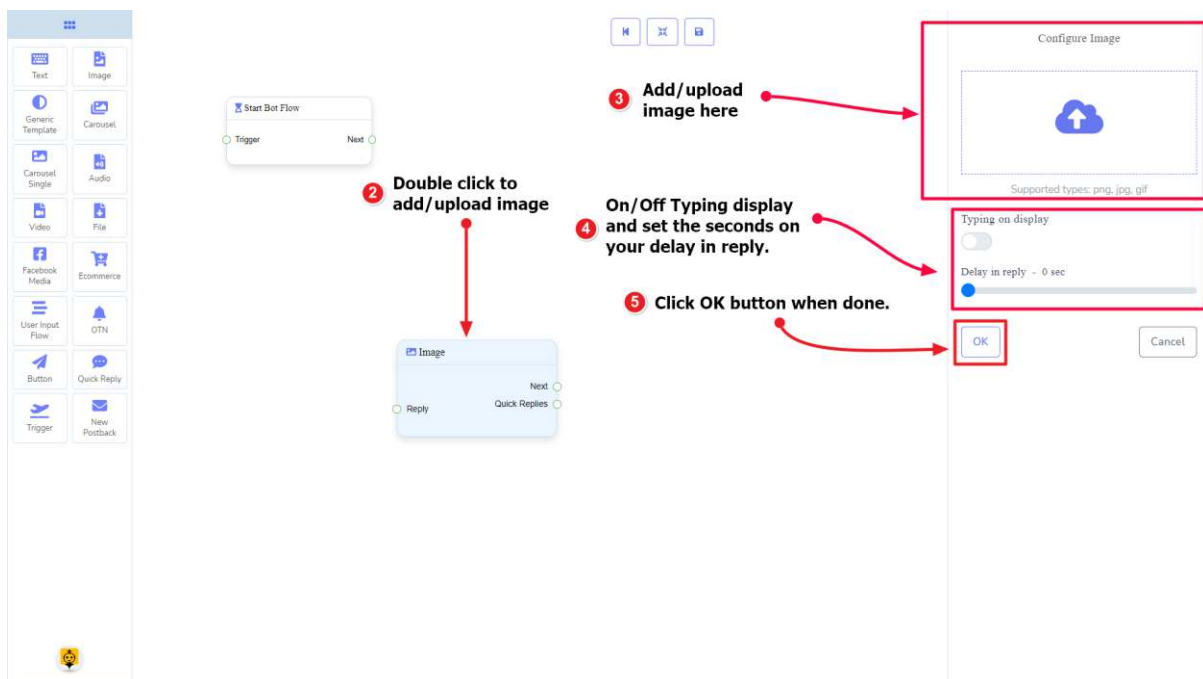 Text
Image
Generic
Template
Carousel
Carousel
Single
Audio
Video
File
Facebook
Media
Ecommerce
User Input
Flow
OTN
Button
Quick Reply
Trigger
New
Postback
Start Bot Flow
Trigger
Next
2
Double click to
add/upload image
Image
Next
Reply
Quick Replies
3
Add/upload
image here
4
On/Off Typing display
and set the seconds on
your delay in reply.
5
Click OK button when done.
Configure Image
Supported types: png, jpg, gif
Typing on display
Delay in reply - 0 sec
OK
Cancel